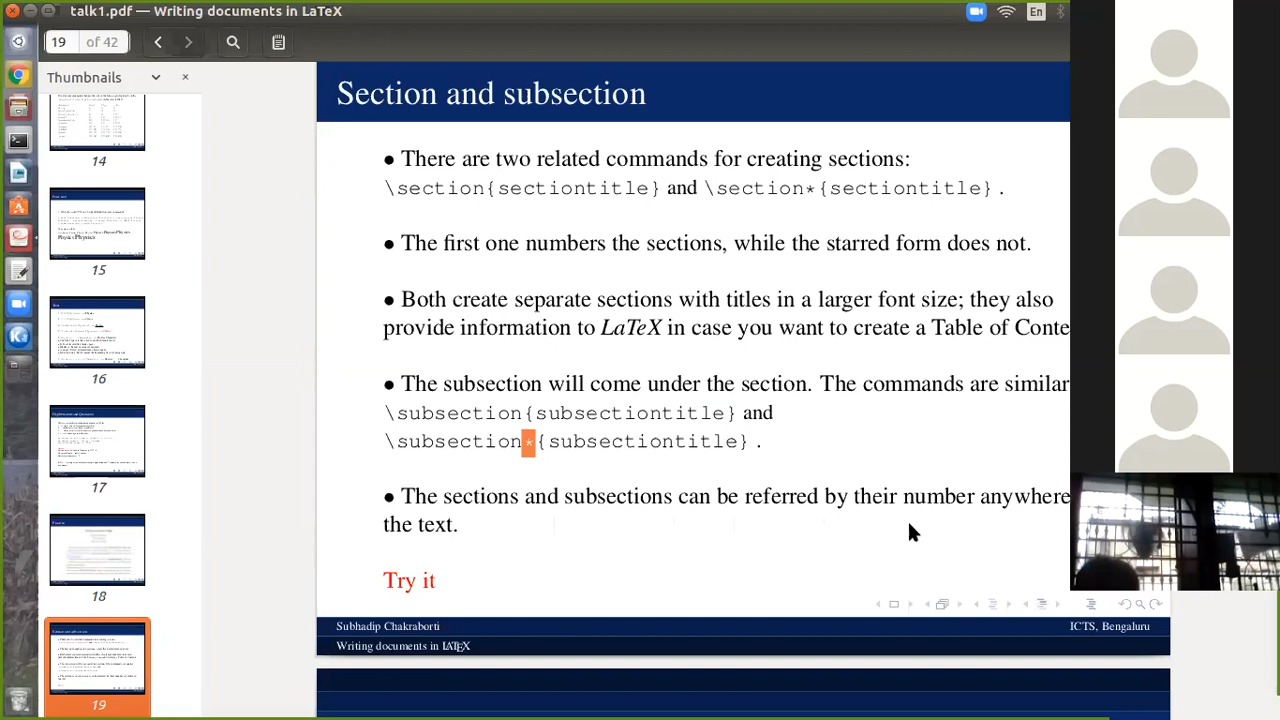 talk1.pdf — Writing documents in LaTeX
En
19 of 42
Thumbnails
14
15
16
17
18
19
Section and subsection
• There are two related commands for creating sections:
\section{sectiontitle} and \section*{sectiontitle}.
• The first one numbers the sections, while the starred form does not.
• Both create separate sections with titles in a larger font size; they also
provide information to LaTeX in case you want to create a Table of Conte
• The subsection will come under the section. The commands are similar
\subsection{subsectiontitle} and
\subsection*{subsectiontitle}.
• The sections and subsections can be referred by their number anywhere
the text.
Try it
Subhadip Chakraborti
ICTS, Bengaluru
Writing documents in LATEX